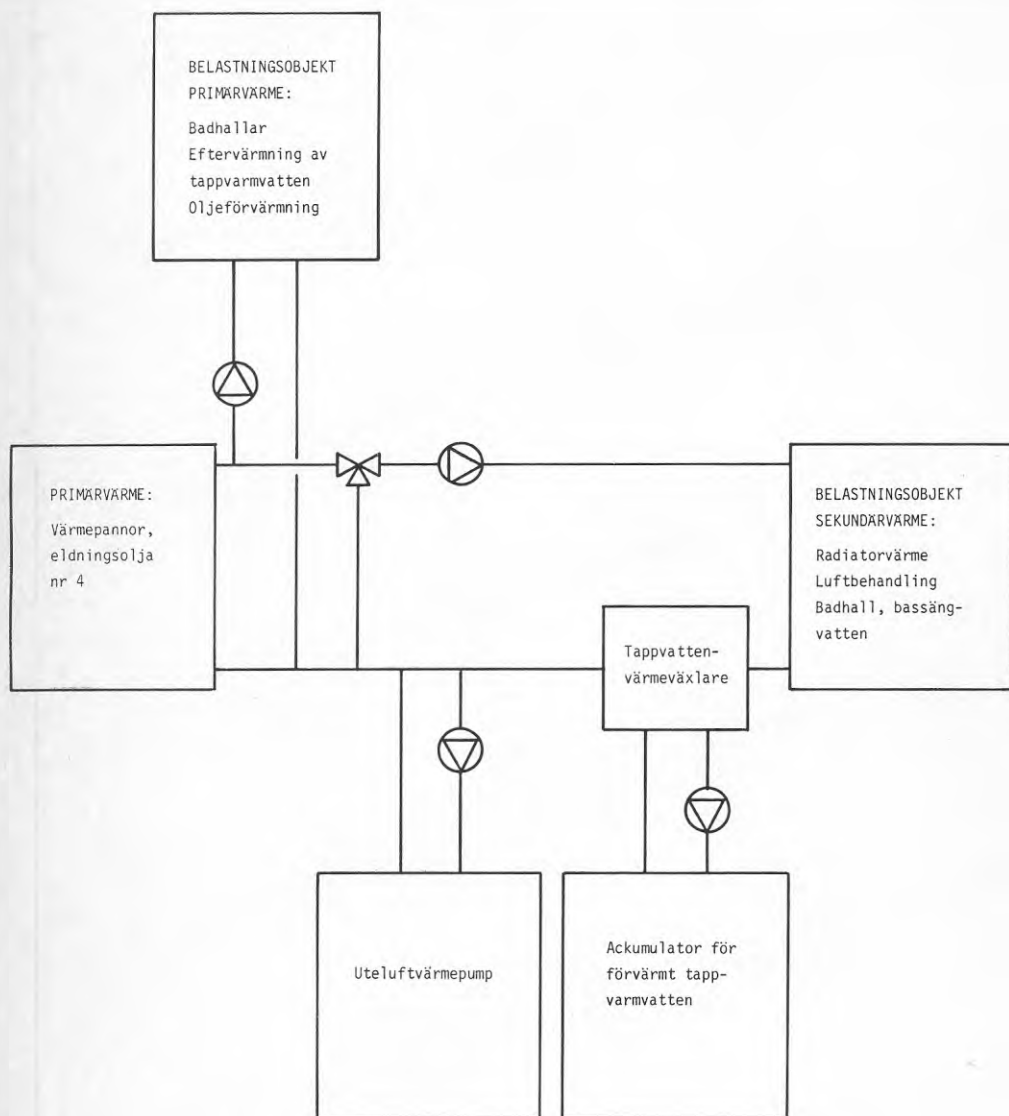 BELASTNINGSOBJEKT
PRIMÄRVÄRME:
Badhallar
Eftervärmning av
tappvarmvatten
Oljeförvärmning
PRIMÄRVÄRME:
Värmepannor,
eldningsolja
nr 4
BELASTNINGSOBJEKT
SEKUNDÄRVÄRME:
Radiatorvärme
Luftbehandling
Badhall, bassäng-
vatten
Tappvatten-
värmeväxlare
Uteluftvärmepump
Ackumulator för
förvärmt tapp-
varmvatten